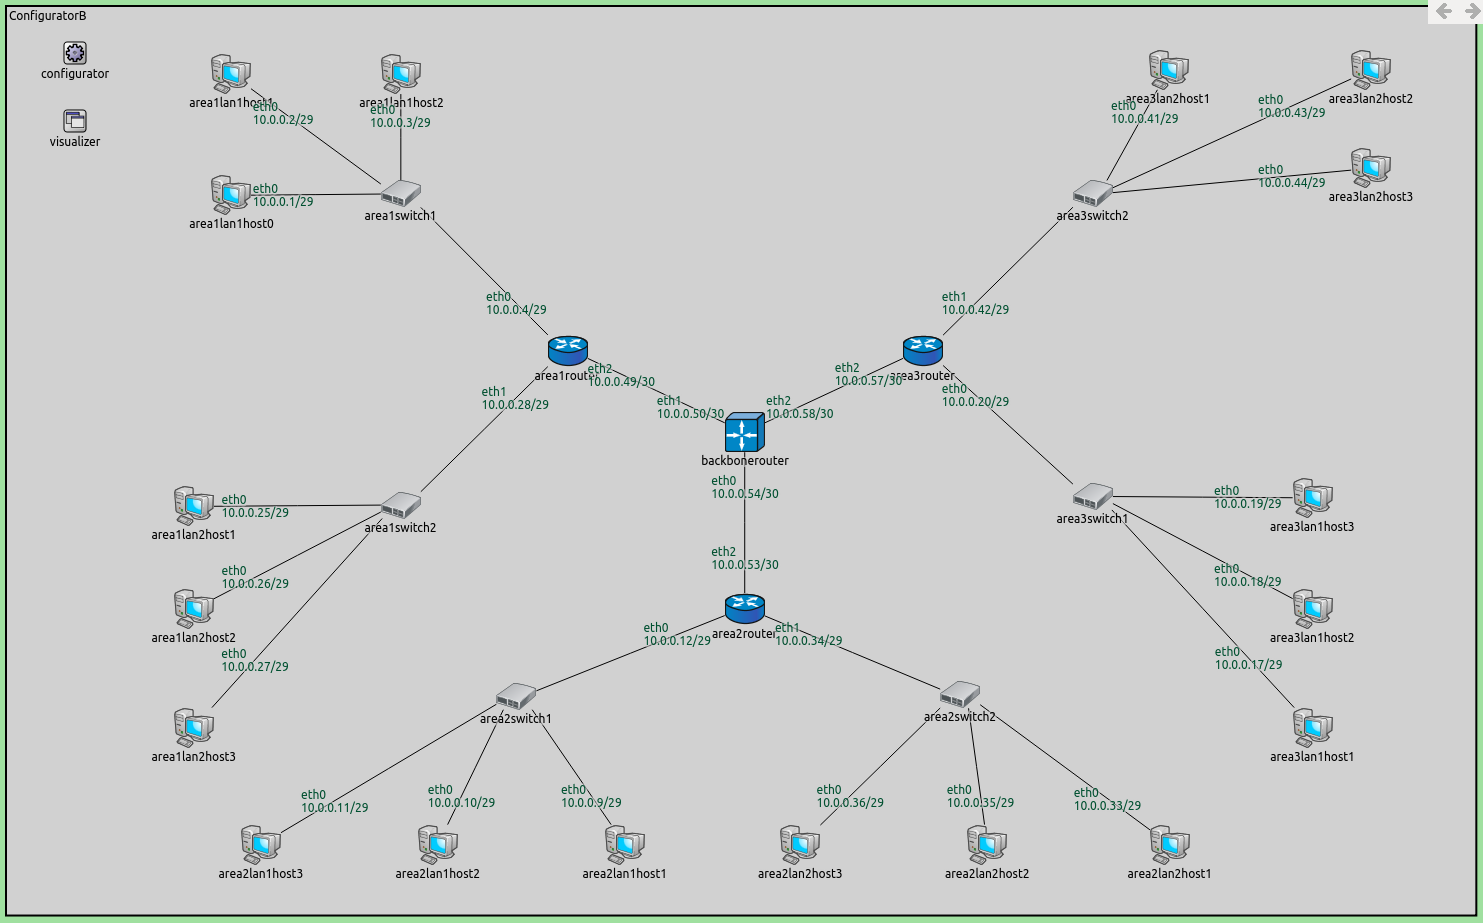 ConfiguratorB
configurator
visualizer
area1lan1host1
eth0
10.0.0.2/29
area1lan1host2
eth0
10.0.0.3/29
area1lan1host0
eth0
10.0.0.1/29
area1switch1
area3lan2host1
eth0
10.0.0.41/29
area3lan2host2
eth0
10.0.0.43/29
area3lan2host3
eth0
10.0.0.44/29
area3switch2
eth0
10.0.0.4/29
eth1
10.0.0.42/29
area1router
eth2
10.0.0.49/30
eth1
10.0.0.50/30
eth2
10.0.0.57/30
area3router
eth2
10.0.0.58/30
eth1
10.0.0.28/29
eth0
10.0.0.20/29
backbonerouter
eth0
10.0.0.54/30
area1lan2host1
eth0
10.0.0.25/29
area1switch2
area3switch1
eth0
10.0.0.19/29
area3lan1host3
eth2
10.0.0.53/30
eth0
10.0.0.26/29
area1lan2host2
eth0
10.0.0.18/29
area3lan1host2
eth0
10.0.0.12/29
area2router
eth1
10.0.0.34/29
eth0
10.0.0.27/29
area1lan2host3
eth0
10.0.0.17/29
area3lan1host1
area2switch1
area2switch2
eth0
10.0.0.11/29
eth0
10.0.0.10/29
eth0
10.0.0.9/29
eth0
10.0.0.36/29
eth0
10.0.0.35/29
eth0
10.0.0.33/29
area2lan1host3
area2lan1host2
area2lan1host1
area2lan2host3
area2lan2host2
area2lan2host1